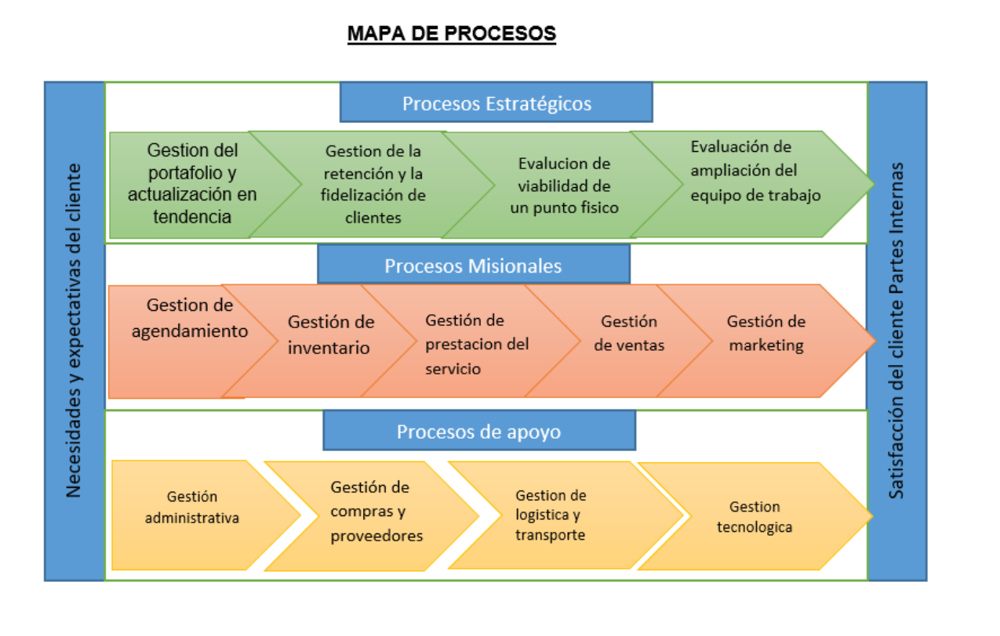 MAPA DE PROCESOS
Necesidades y expectativas del cliente
Procesos Estratégicos
Gestion del
portafolio y
actualización en
tendencia
Gestion de la
retención y la
fidelización de
clientes
Evalucion de
viabilidad de
un punto fisico
Evaluación de
ampliación del
equipo de trabajo
Procesos Misionales
Gestion de
agendamiento
Gestión de
inventario
Gestión de
prestacion del
servicio
Gestión
de ventas
Gestión de
marketing
Procesos de apoyo
Gestión
administrativa
Gestión de
compras y
proveedores
Gestion de
logistica y
transporte
Gestion
tecnologica
Satisfacción del cliente Partes Internas